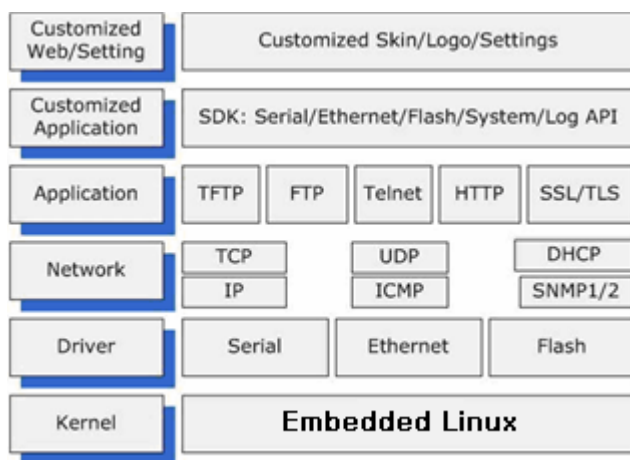 Customized
Web/Setting
Customized Skin/Logo/Settings
Customized
Application
SDK: Serial/Ethernet/Flash/System/Log API
Application
TFTP
FTP
Telnet
HTTP
SSL/TLS
Network
TCP
UDP
DHCP
IP
ICMP
SNMP1/2
Driver
Serial
Ethernet
Flash
Kernel
Embedded Linux